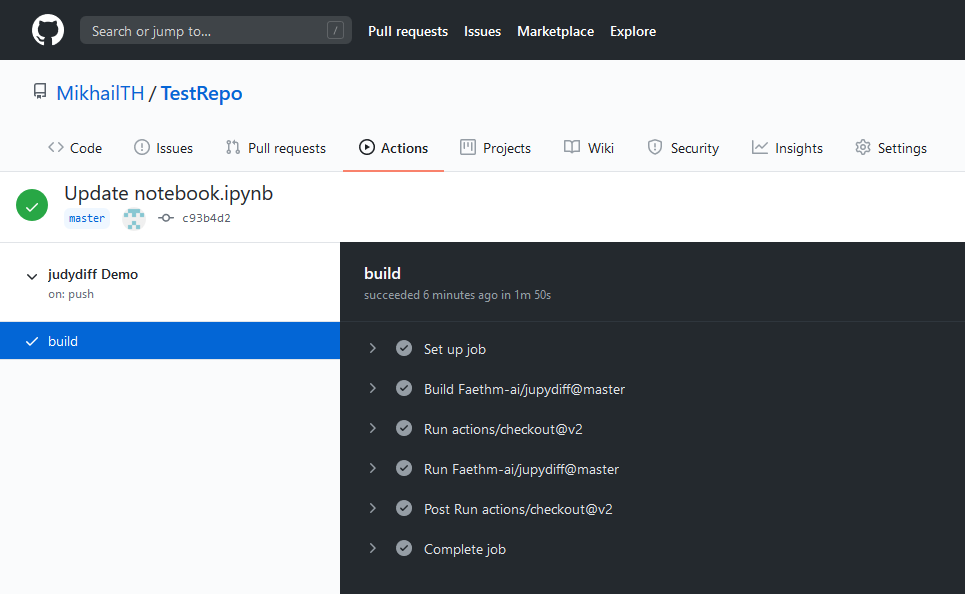 Search or jump to... /
Pull requests Issues Marketplace Explore
MikhailTH / TestRepo
Code Issues Pull requests Actions Projects Wiki Security Insights Settings
Update notebook.ipynb
master c93b4d2
judydiff Demo
on: push
build
build
succeeded 6 minutes ago in 1m 50s
Set up job
Build Faethm-ai/jupydiff@master
Run actions/checkout@v2
Run Faethm-ai/jupydiff@master
Post Run actions/checkout@v2
Complete job